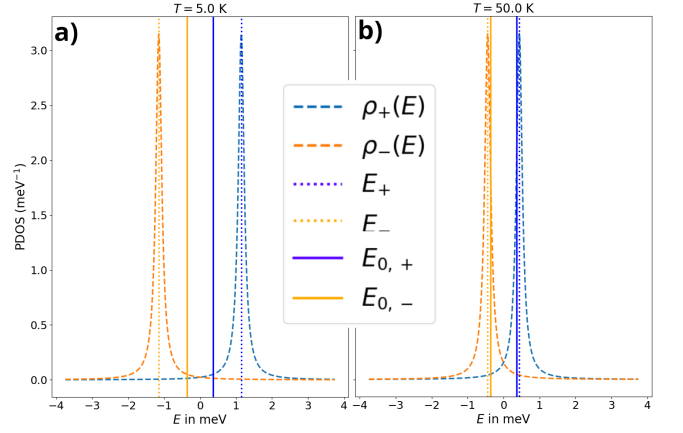 T = 5.0 K
T = 50.0 K
a)
b)
PDOS (meV⁻¹)
3.0
2.5
2.0
1.5
1.0
0.5
0.0
ρ₊(E)
ρ₋(E)
E₊
E₋
E₀, ₊
E₀, ₋
−4 −3 −2 −1 0 1 2 3 4
−4 −3 −2 −1 0 1 2 3 4
E in meV
E in meV